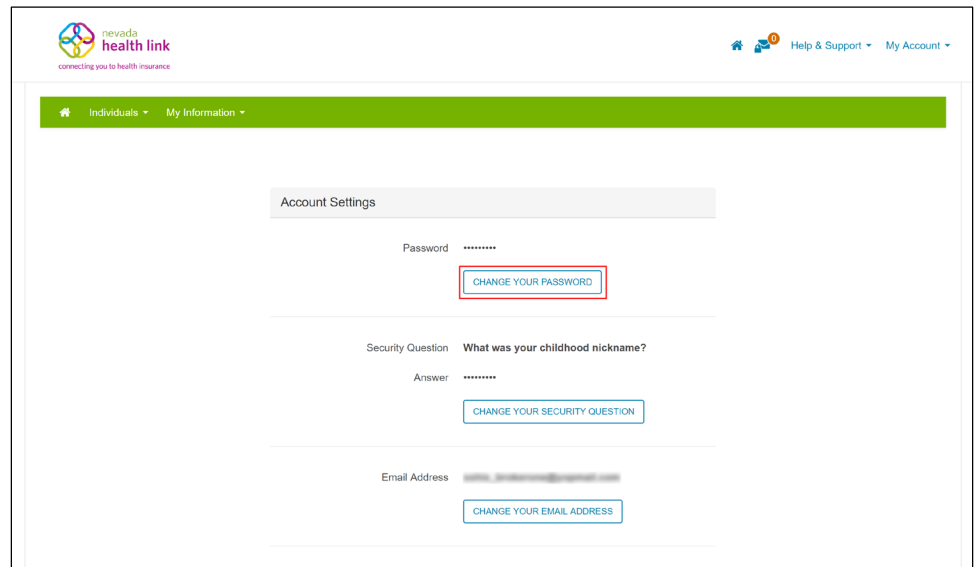 nevada
health link
connecting you to health insurance
0
Help & Support
My Account
Individuals
My Information
Account Settings
Password •••••••••
CHANGE YOUR PASSWORD
Security Question What was your childhood nickname?
Answer •••••••••
CHANGE YOUR SECURITY QUESTION
Email Address
CHANGE YOUR EMAIL ADDRESS